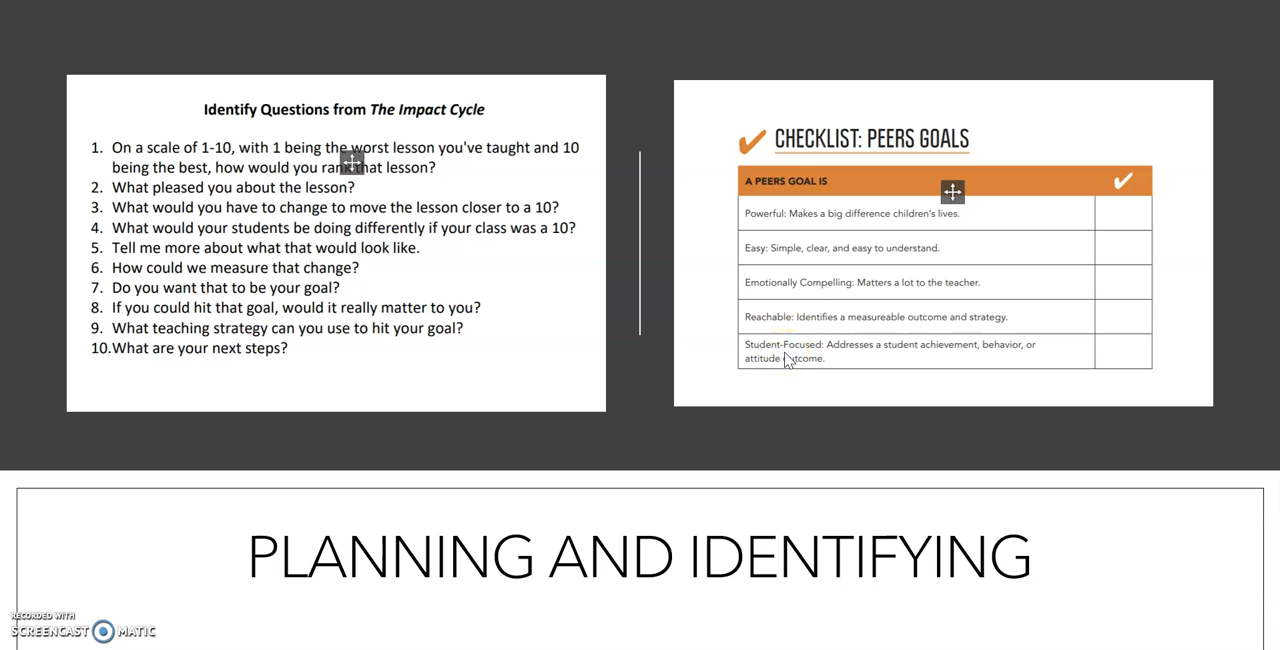 Identify Questions from The Impact Cycle
1. On a scale of 1-10, with 1 being the worst lesson you've taught and 10
being the best, how would you rank that lesson?
2. What pleased you about the lesson?
3. What would you have to change to move the lesson closer to a 10?
4. What would your students be doing differently if your class was a 10?
5. Tell me more about what that would look like.
6. How could we measure that change?
7. Do you want that to be your goal?
8. If you could hit that goal, would it really matter to you?
9. What teaching strategy can you use to hit your goal?
10.What are your next steps?
CHECKLIST: PEERS GOALS
A PEERS GOAL IS
Powerful: Makes a big difference children's lives.
Easy: Simple, clear, and easy to understand.
Emotionally Compelling: Matters a lot to the teacher.
Reachable: Identifies a measureable outcome and strategy.
Student-Focused: Addresses a student achievement, behavior, or
attitude outcome.
PLANNING AND IDENTIFYING
RECORDED WITH
SCREENCAST MATIC